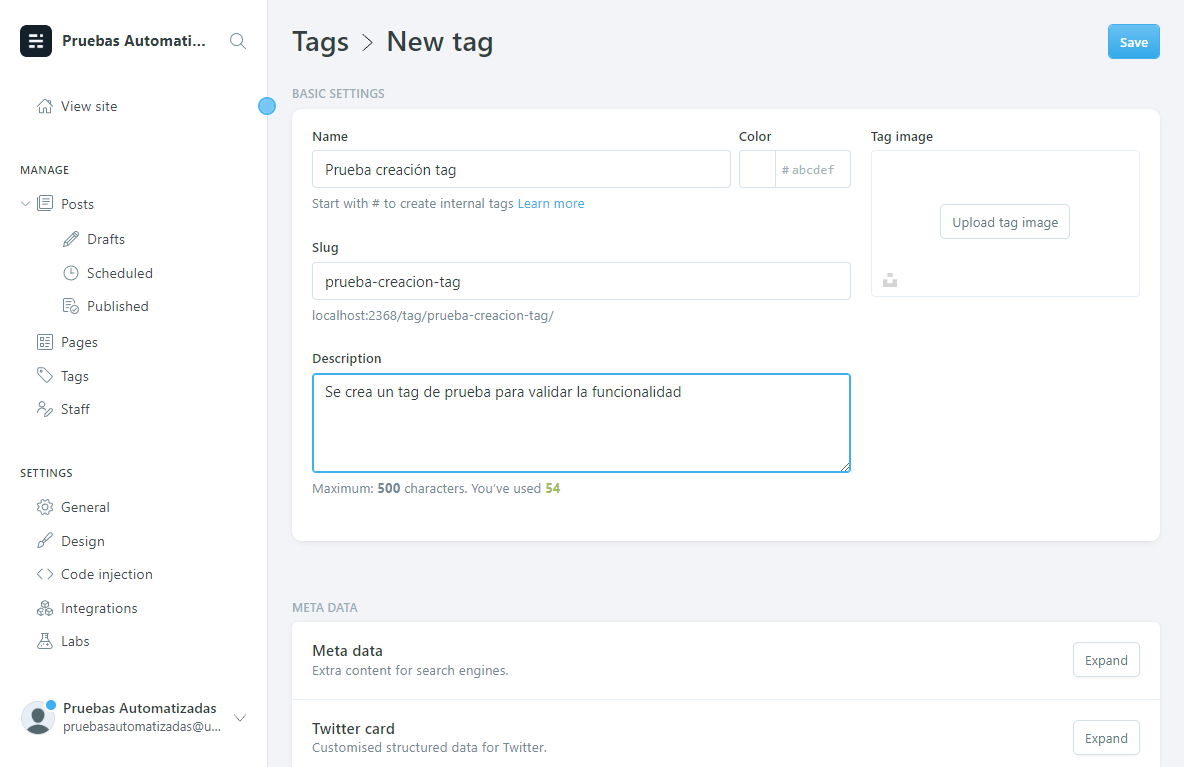 Pruebas Automati...
View site
MANAGE
Posts
Drafts
Scheduled
Published
Pages
Tags
Staff
SETTINGS
General
Design
Code injection
Integrations
Labs
Pruebas Automatizadas
pruebasautomatizadas@u...
Tags > New tag
Save
BASIC SETTINGS
Name
Prueba creación tag
Start with # to create internal tags Learn more
Color
# abcdef
Slug
prueba-creacion-tag
localhost:2368/tag/prueba-creacion-tag/
Description
Se crea un tag de prueba para validar la funcionalidad
Maximum: 500 characters. You've used 54
Tag image
Upload tag image
META DATA
Meta data
Extra content for search engines.
Expand
Twitter card
Customised structured data for Twitter.
Expand